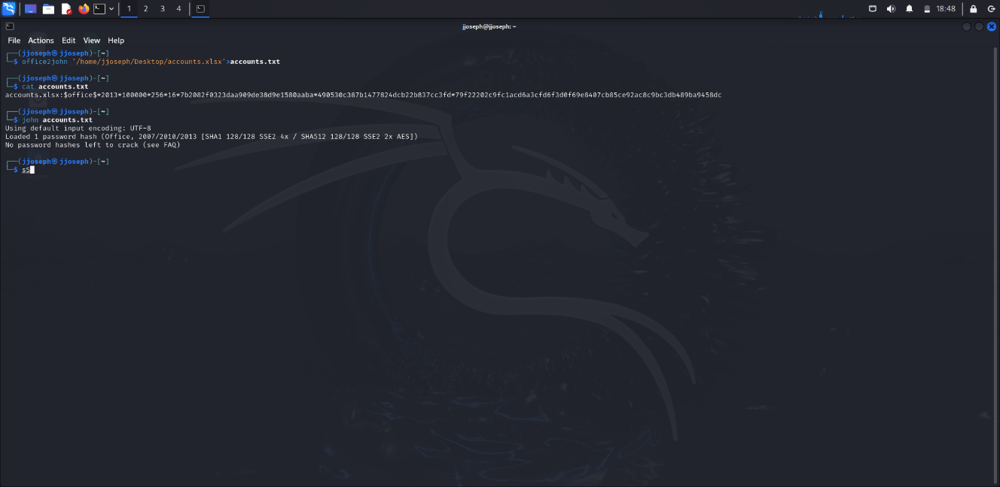 1 2 3 4 18:48
jjoseph@jjoseph: ~
File Actions Edit View Help
┌──(jjoseph㉿jjoseph)-[~]
└─$ office2john '/home/jjoseph/Desktop/accounts.xlsx'>accounts.txt
┌──(jjoseph㉿jjoseph)-[~]
└─$ cat accounts.txt
accounts.xlsx:$office$*2013*100000*256*16*7b2082f0323daa909de38d9e1580aaba*490530c387b1477824dcb22b837cc3fd*79f22202c9fc1acd6a3cfd6f3d0f69e8407cb85ce92ac8c9bc3db489ba9458dc
┌──(jjoseph㉿jjoseph)-[~]
└─$ john accounts.txt
Using default input encoding: UTF-8
Loaded 1 password hash (Office, 2007/2010/2013 [SHA1 128/128 SSE2 4x / SHA512 128/128 SSE2 2x AES])
No password hashes left to crack (see FAQ)
┌──(jjoseph㉿jjoseph)-[~]
└─$ sS